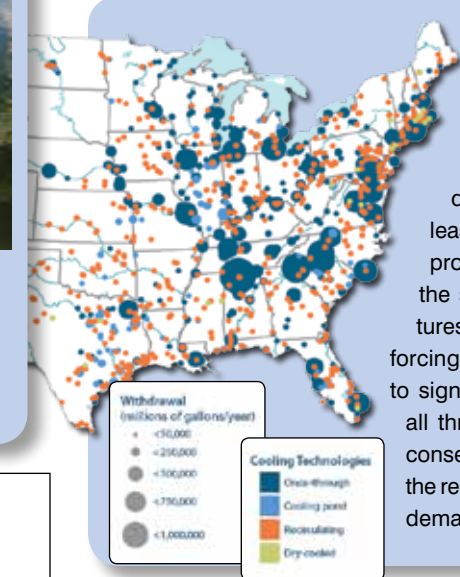 d
leas
pro
the s
tures
forcing
to sign
all thr
conse
the re
dema
Withdrawal
(millions of gallons/year)
<50,000
<250,000
<500,000
<750,000
<1,000,000
Cooling Technologies
Once-through
Cooling pond
Recirculating
Dry-cooled